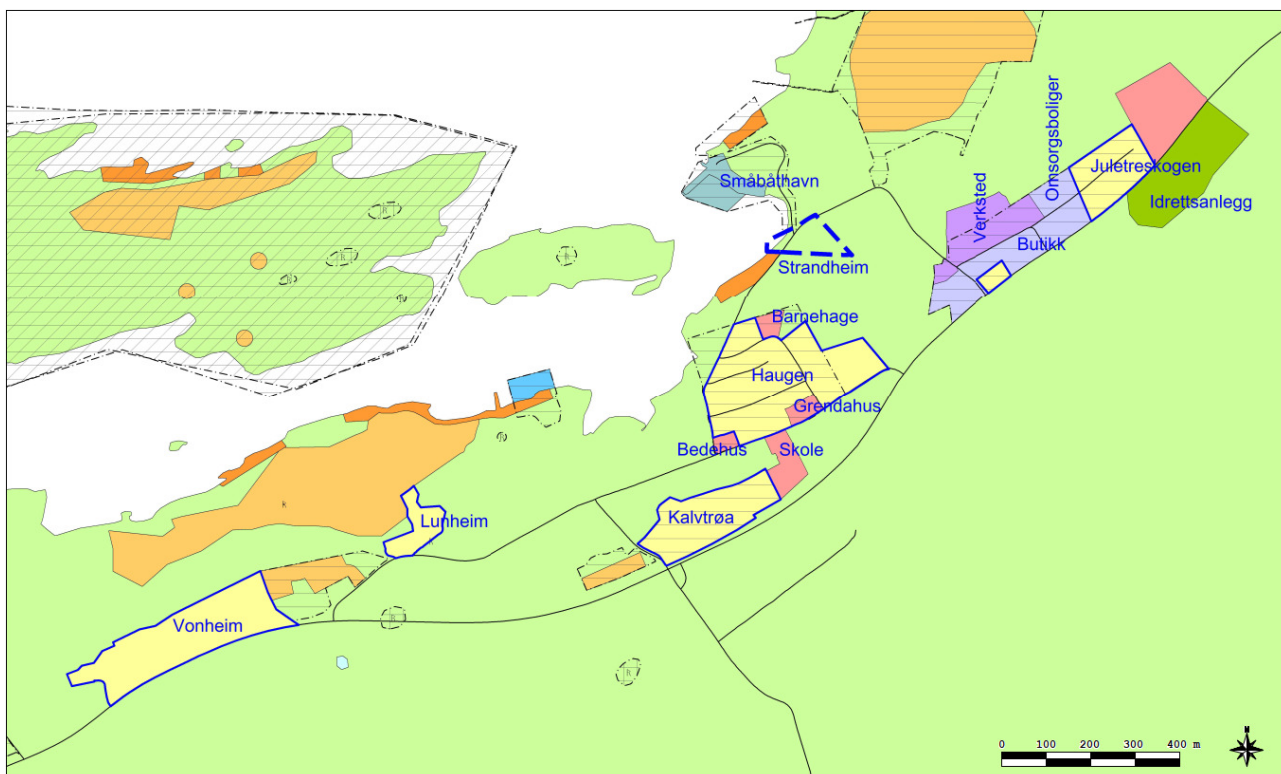 Omsorgsboliger
Juletreskogen
Småbåthavn
Verksted
Idrettsanlegg
Butikk
Strandheim
Barnehage
Haugen
Grendahus
Bedehus
Skole
Kalvtrøa
Lunheim
Vonheim
0 100 200 300 400 m
N